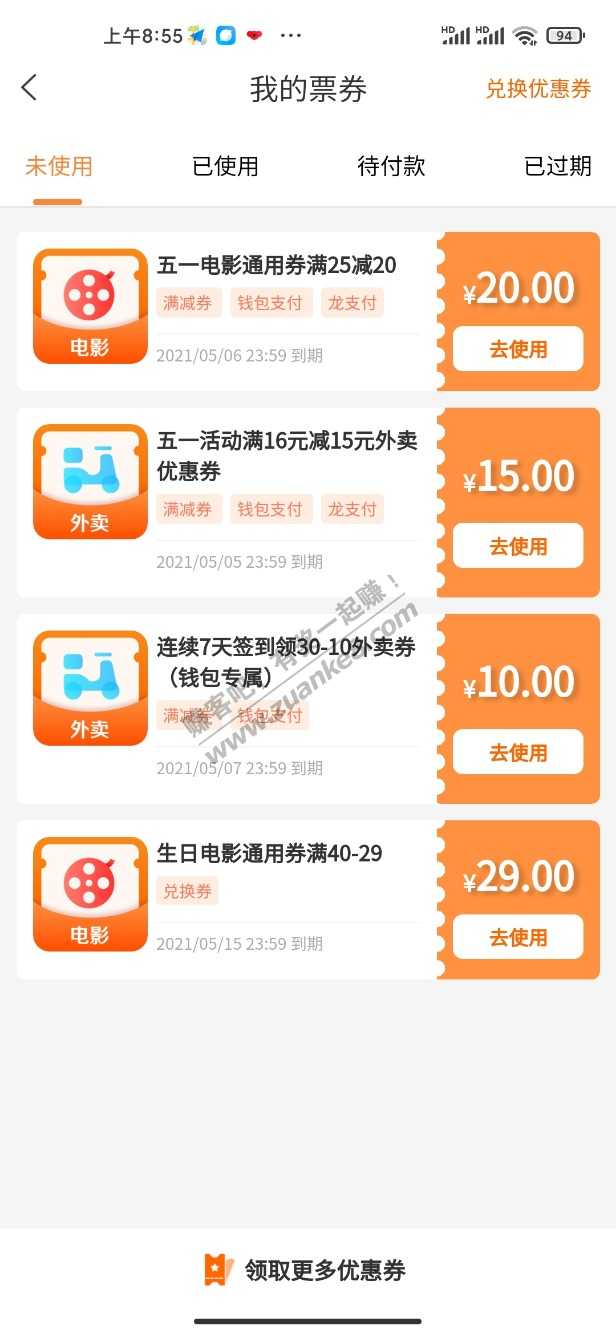 上午8:55
HD HD 94
我的票券
兑换优惠券
未使用 已使用 待付款 已过期
五一电影通用券满25减20
满减券 钱包支付 龙支付
2021/05/06 23:59 到期
电影
¥20.00
去使用
五一活动满16元减15元外卖
优惠券
满减券 钱包支付 龙支付
2021/05/05 23:59 到期
外卖
¥15.00
去使用
连续7天签到领30-10外卖券
（钱包专属）
满减券 钱包支付
2021/05/07 23:59 到期
外卖
¥10.00
去使用
赚客吧，有你一起赚！
www.zuanke8.com
生日电影通用券满40-29
兑换券
2021/05/15 23:59 到期
电影
¥29.00
去使用
领取更多优惠券